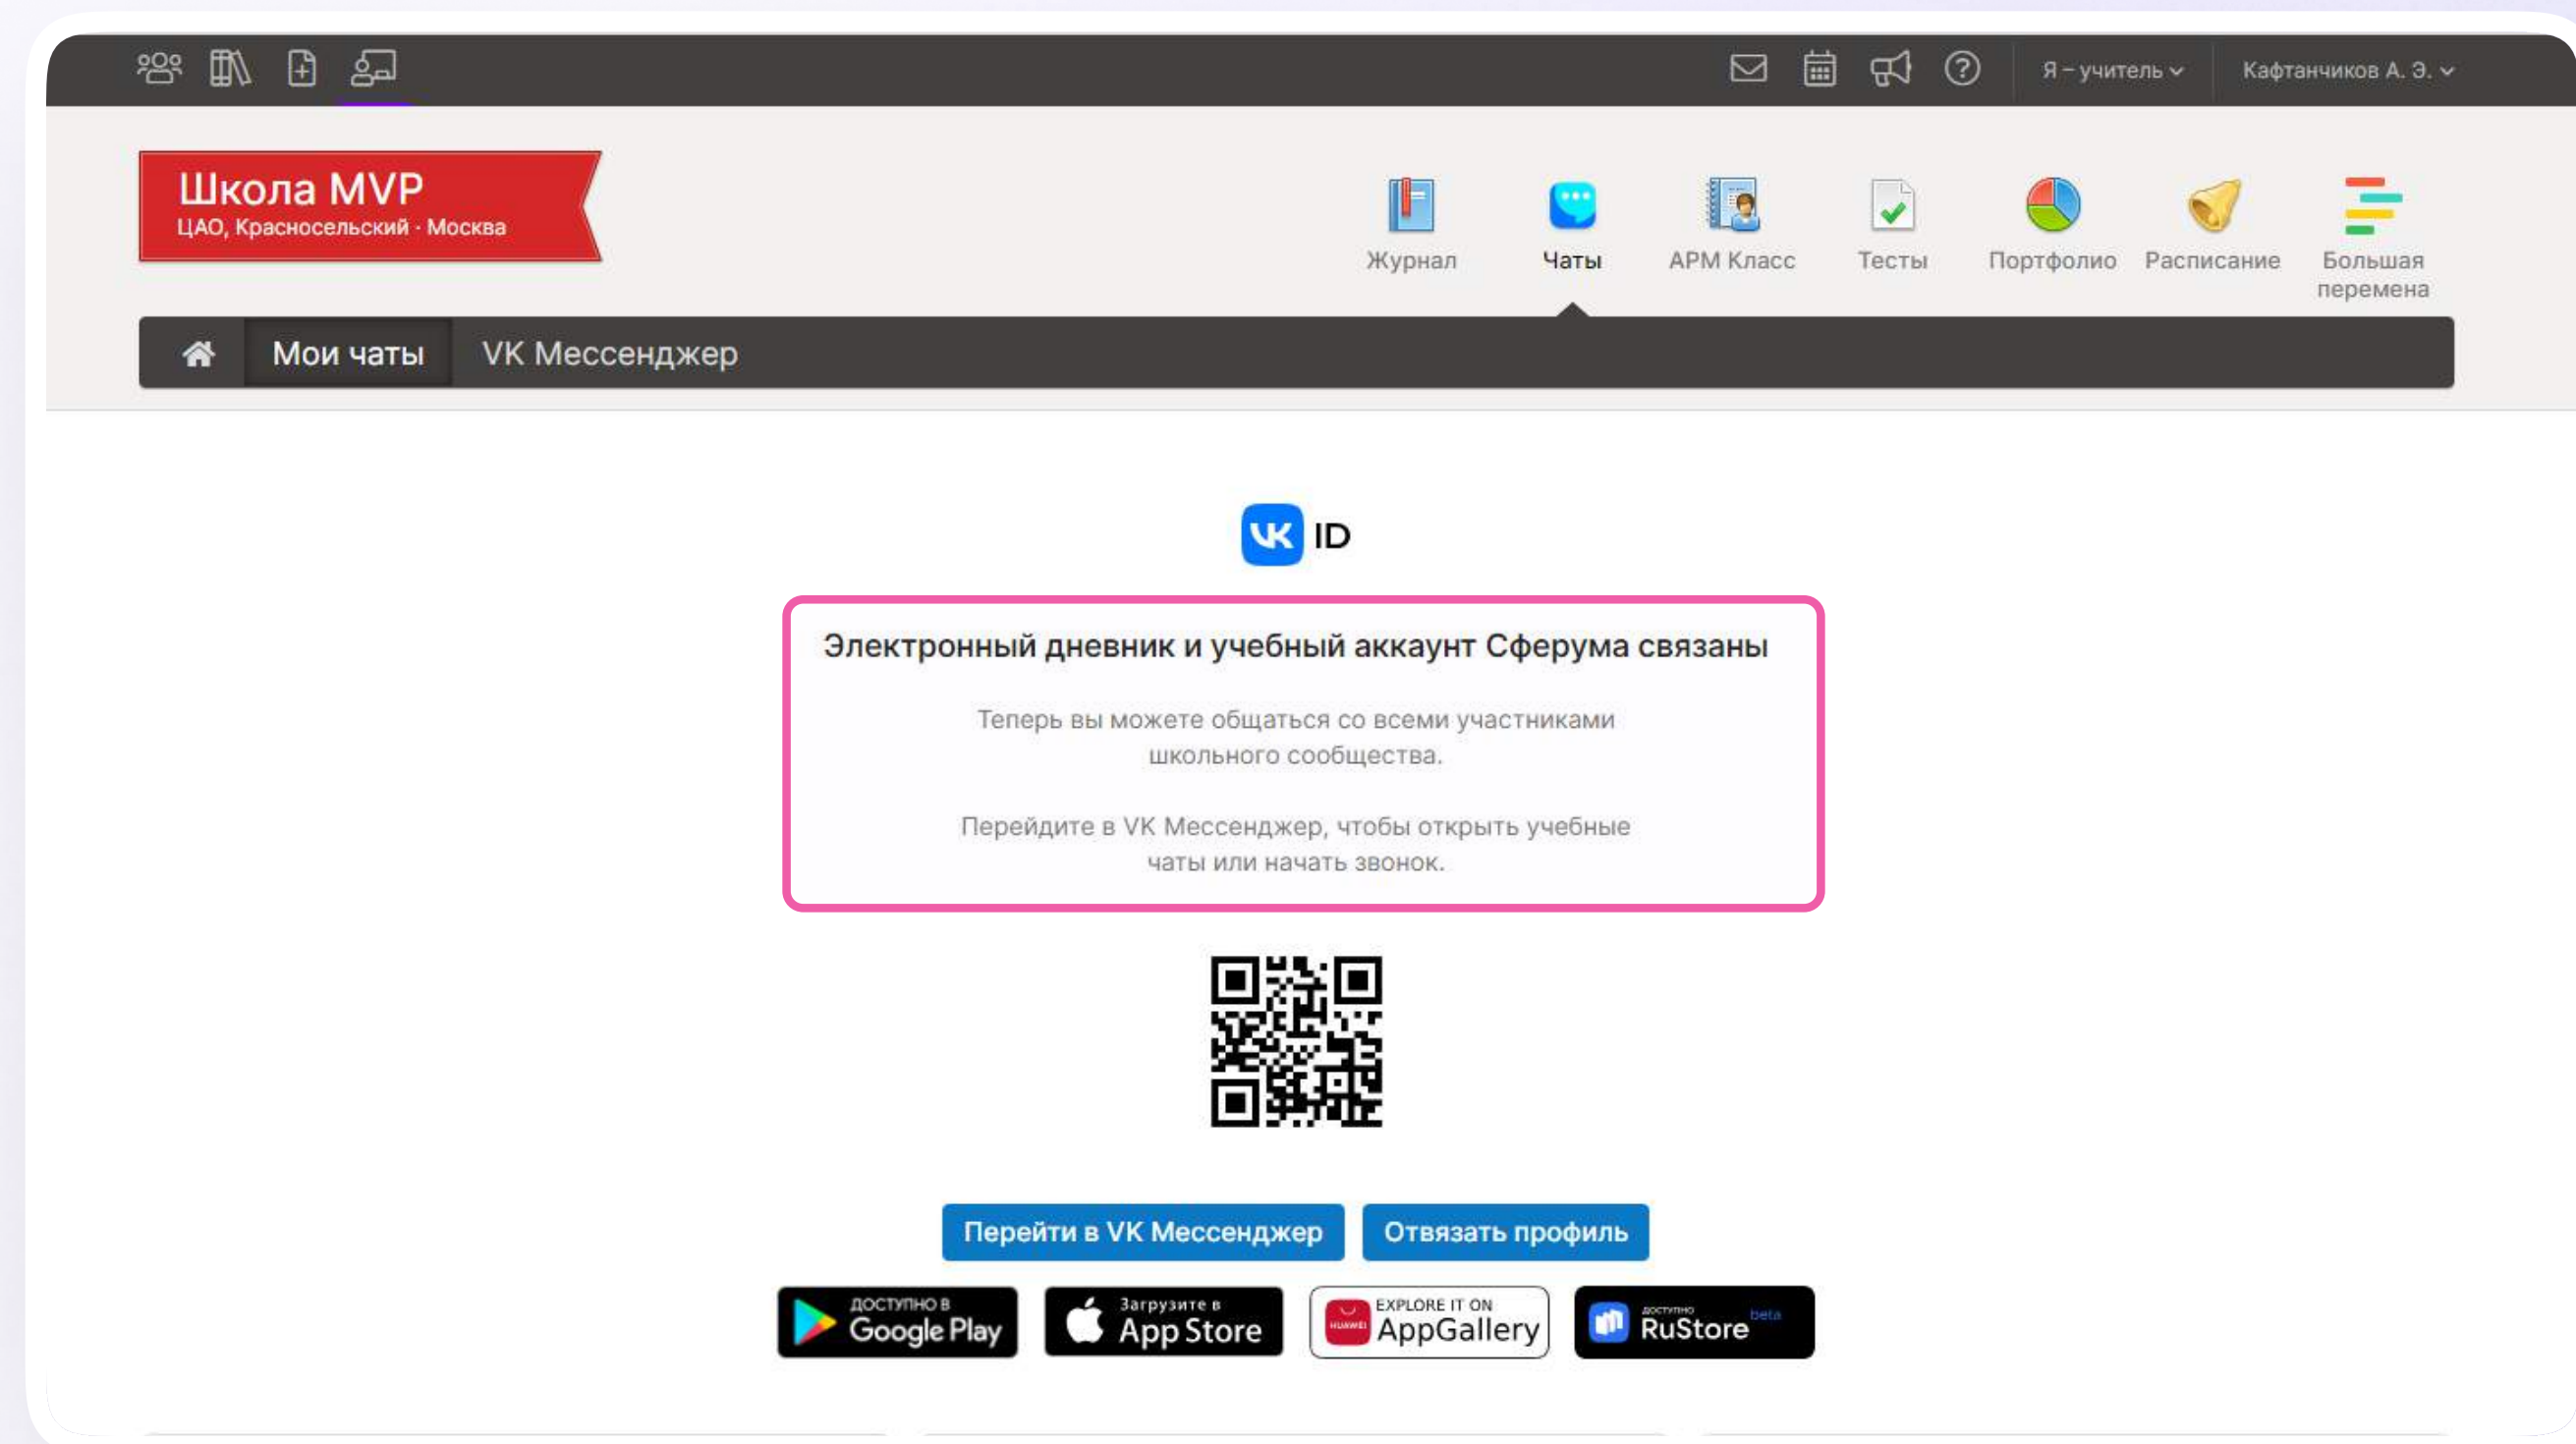 Я – учитель
Кафтанчиков А. Э.
Школа MVP
ЦАО, Красносельский · Москва
Журнал
Чаты
АРМ Класс
Тесты
Портфолио
Расписание
Большая
перемена
Мои чаты
VK Мессенджер
VK ID
Электронный дневник и учебный аккаунт Сферума связаны
Теперь вы можете общаться со всеми участниками
школьного сообщества.
Перейдите в VK Мессенджер, чтобы открыть учебные
чаты или начать звонок.
Перейти в VK Мессенджер
Отвязать профиль
ДОСТУПНО В
Google Play
Загрузите в
App Store
HUAWEI
EXPLORE IT ON
AppGallery
ДОСТУПНО
RuStore beta